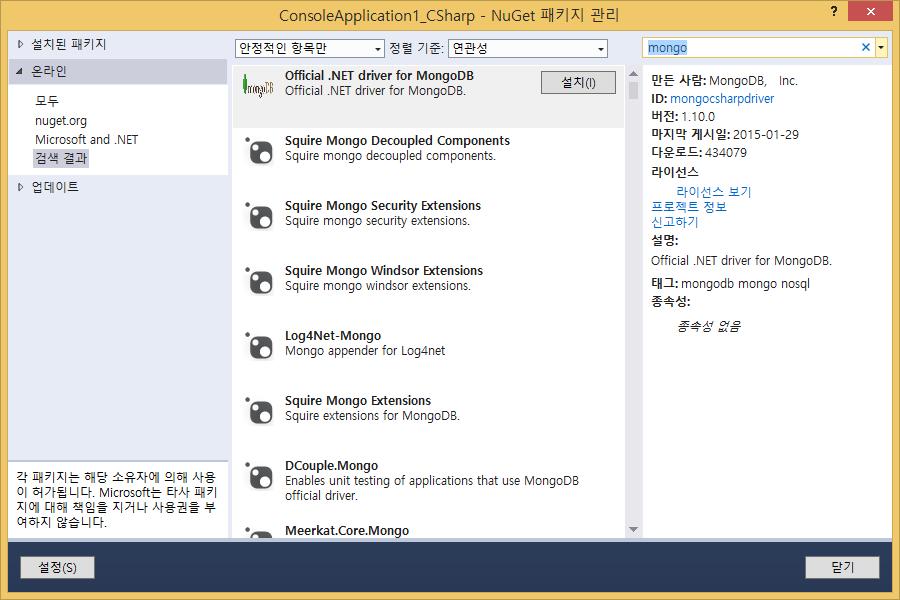 ConsoleApplication1_CSharp - NuGet 패키지 관리
?
설치된 패키지
온라인
모두
nuget.org
Microsoft and .NET
검색 결과
업데이트
각 패키지는 해당 소유자에 의해 사용
이 허가됩니다. Microsoft는 타사 패키
지에 대해 책임을 지거나 사용권을 부
여하지 않습니다.
안정적인 항목만 정렬 기준: 연관성
mongoDB
Official .NET driver for MongoDB
Official .NET driver for MongoDB.
설치(I)
Squire Mongo Decoupled Components
Squire mongo decoupled components.
Squire Mongo Security Extensions
Squire mongo security extensions.
Squire Mongo Windsor Extensions
Squire mongo windsor extensions.
Log4Net-Mongo
Mongo appender for Log4net
Squire Mongo Extensions
Squire extensions for MongoDB.
DCouple.Mongo
Enables unit testing of applications that use MongoDB
official driver.
Meerkat.Core.Mongo
mongo
만든 사람: MongoDB, Inc.
ID: mongocsharpdriver
버전: 1.10.0
마지막 게시일: 2015-01-29
다운로드: 434079
라이선스
라이선스 보기
프로젝트 정보
신고하기
설명:
Official .NET driver for MongoDB.
태그: mongodb mongo nosql
종속성:
종속성 없음
설정(S)
닫기